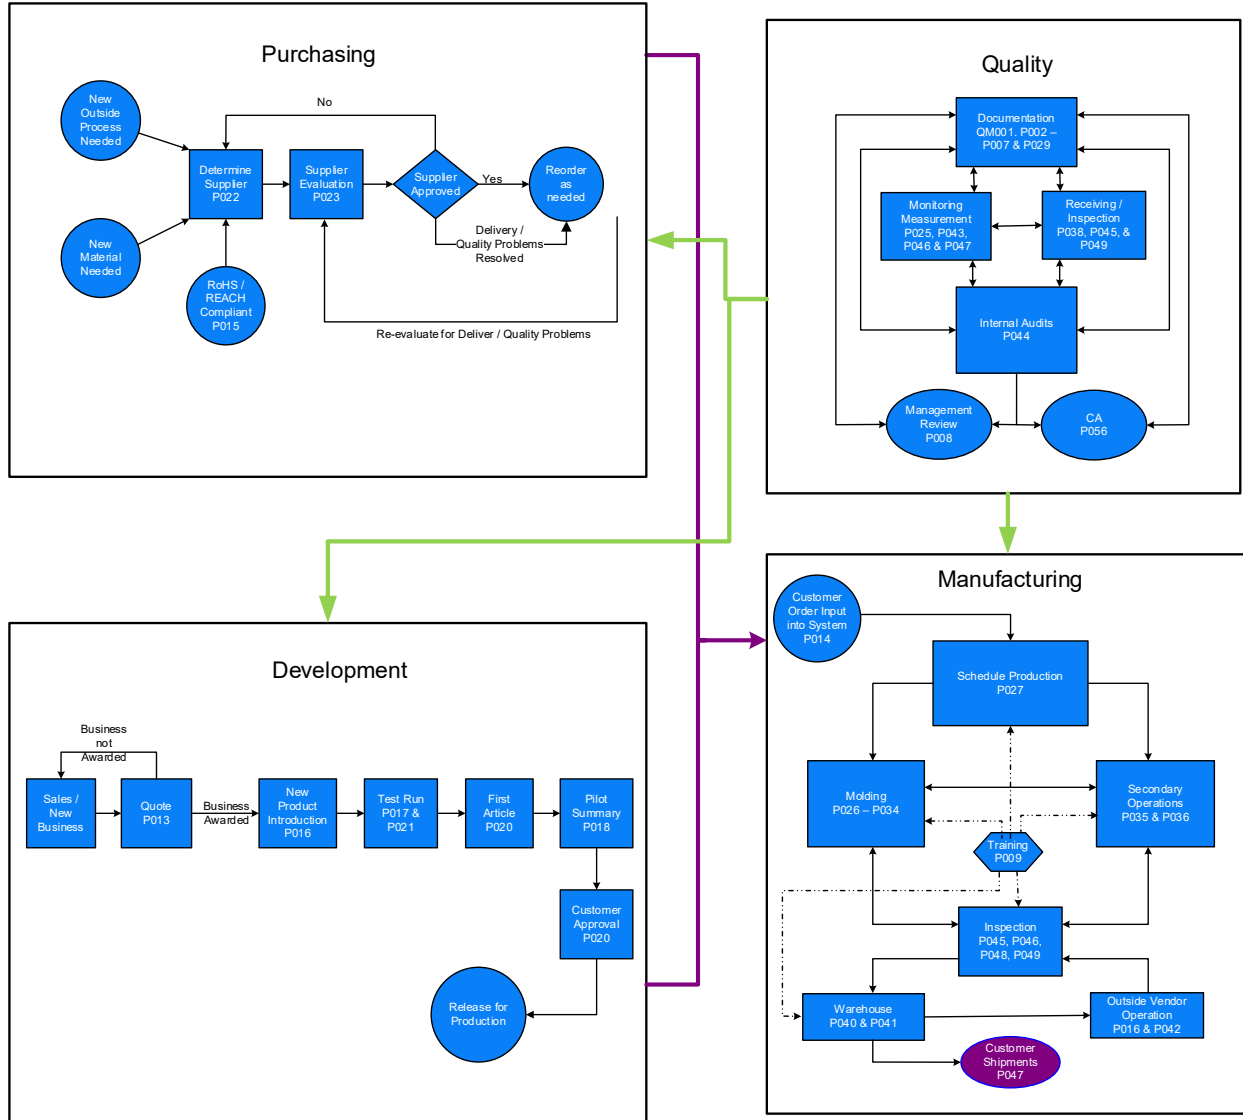 Purchasing
New
Outside
Process
Needed
No
Determine
Supplier
P022
Supplier
Evaluation
P023
Supplier
Approved
Yes
Reorder
as
needed
New
Material
Needed
RoHS /
REACH
Compliant
P015
Delivery /
Quality Problems
Resolved
Re-evaluate for Deliver / Quality Problems
Quality
Documentation
QM001. P002 –
P007 & P029
Monitoring
Measurement
P025, P043,
P046 & P047
Receiving /
Inspection
P038, P045, &
P049
Internal Audits
P044
Management
Review
P008
CA
P056
Development
Business
not
Awarded
Sales /
New
Business
Quote
P013
Business
Awarded
New
Product
Introduction
P016
Test Run
P017 &
P021
First
Article
P020
Pilot
Summary
P018
Customer
Approval
P020
Release for
Production
Manufacturing
Customer
Order Input
into System
P014
Schedule Production
P027
Molding
P026 – P034
Secondary
Operations
P035 & P036
Training
P009
Inspection
P045, P046,
P048, P049
Warehouse
P040 & P041
Outside Vendor
Operation
P016 & P042
Customer
Shipments
P047